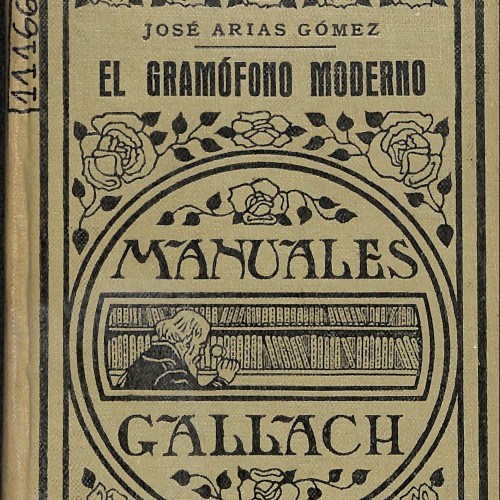 JOSÉ ARIAS GÓMEZ
EL GRAMÓFONO MODERNO
MANUALES
GALLACH
11166